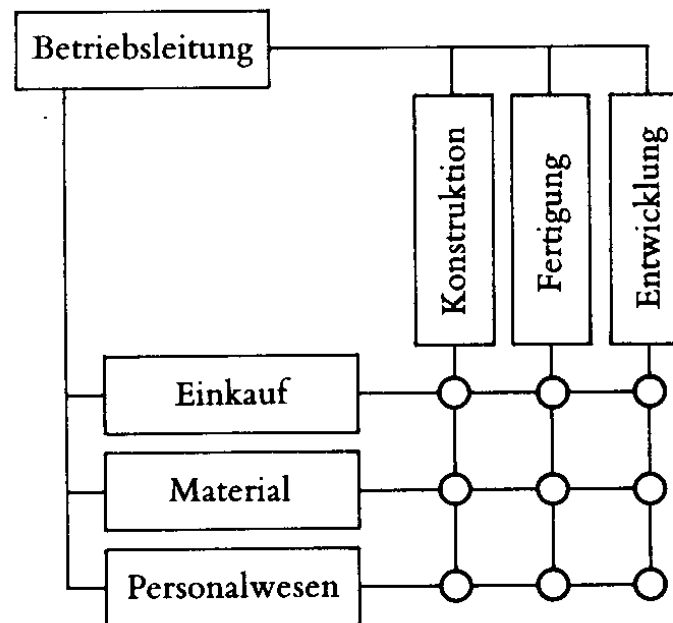 Betriebsleitung
Konstruktion
Fertigung
Entwicklung
Einkauf
Material
Personalwesen